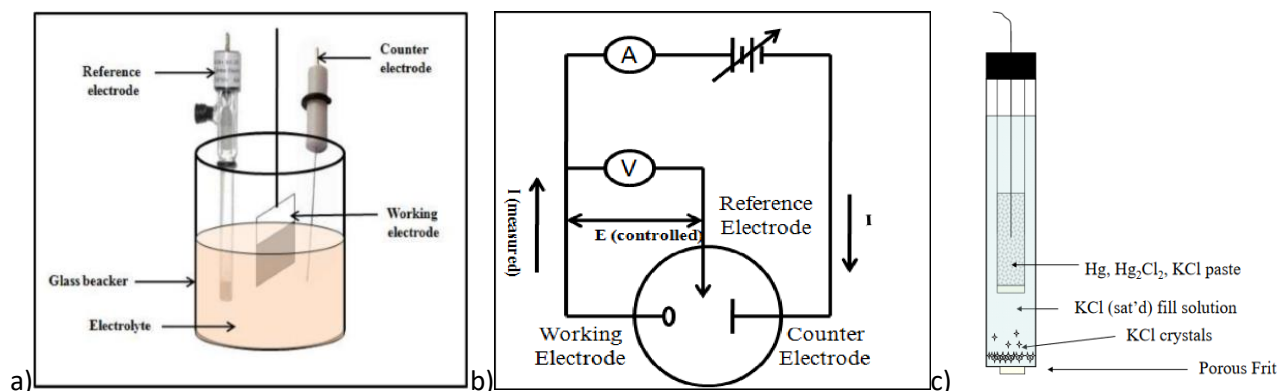 a)
Reference
electrode
Counter
electrode
Working
electrode
Glass beacker
Electrolyte
b)
A
V
I (measured)
E (controlled)
Reference
Electrode
I
Working
Electrode
Counter
Electrode
c)
Hg, Hg₂Cl₂, KCl paste
KCl (sat’d) fill solution
KCl crystals
Porous Frit